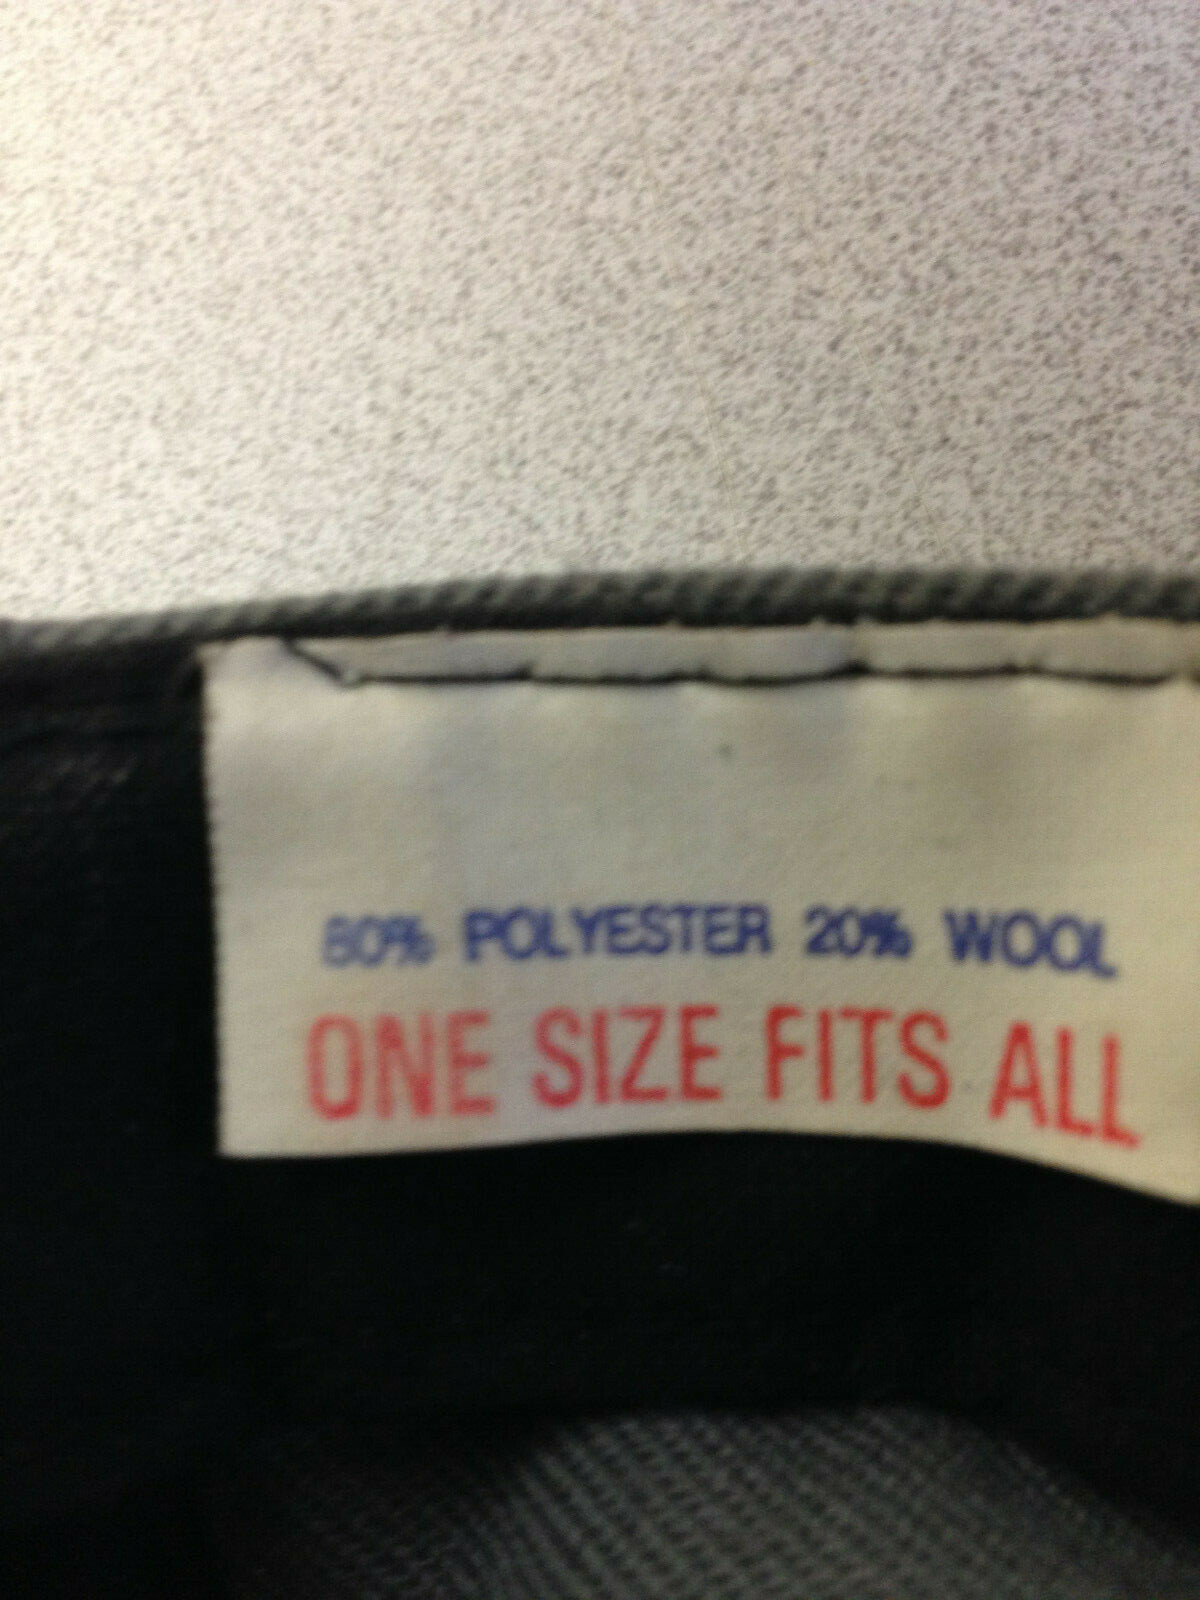 80% POLYESTER 20% WOOL
ONE SIZE FITS ALL